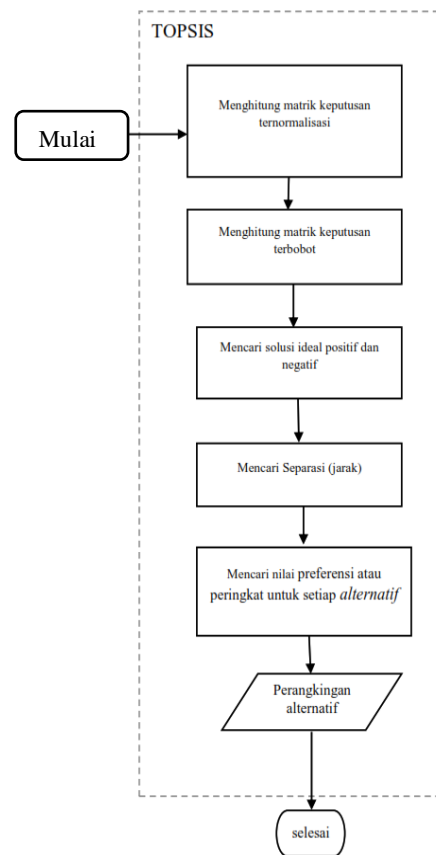 TOPSIS
Mulai
Menghitung matrik keputusan
ternormalisasi
Menghitung matrik keputusan
terbobot
Mencari solusi ideal positif dan
negatif
Mencari Separasi (jarak)
Mencari nilai preferensi atau
peringkat untuk setiap alternatif
Perangkingan
alternatif
selesai